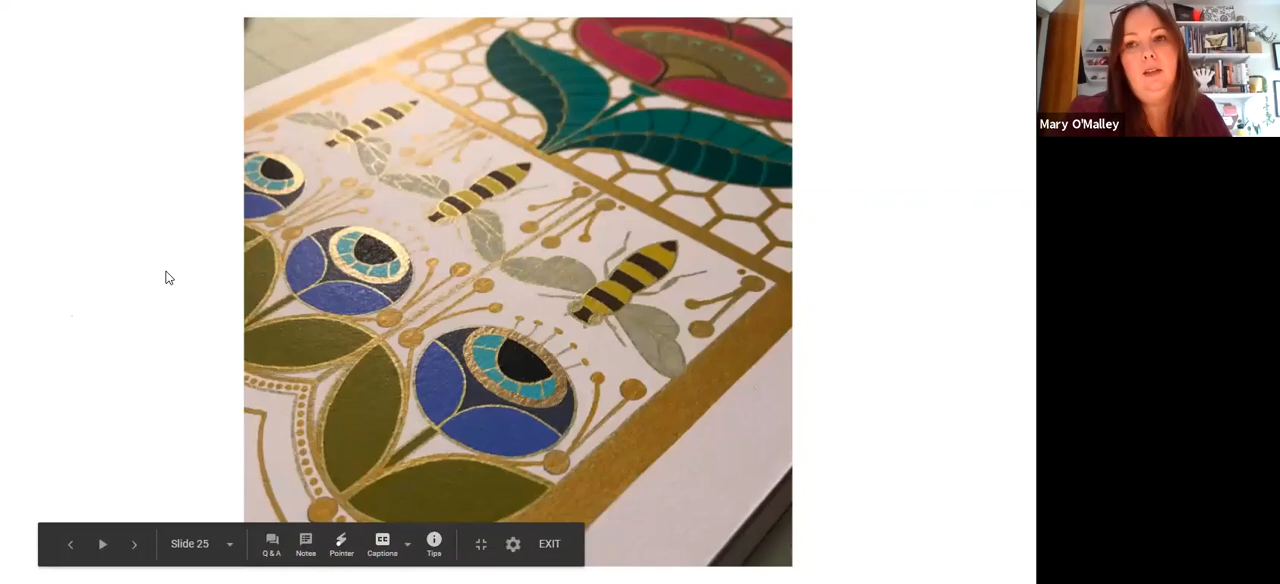 Mary O'Malley
Slide 25
Q & A
Notes
Pointer
Captions
Tips
EXIT